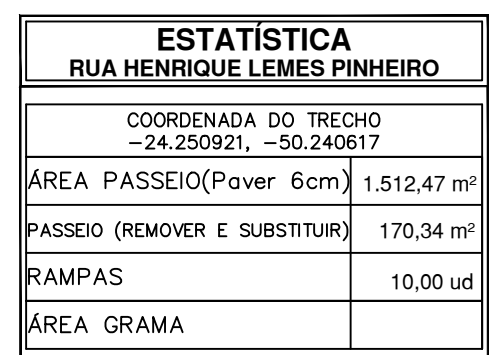 ESTATÍSTICA
RUA HENRIQUE LEMES PINHEIRO
COORDENADA DO TRECHO
-24.250921, -50.240617
ÁREA PASSEIO(Paver 6cm) 1.512,47 m²
PASSEIO (REMOVER E SUBSTITUIR) 170,34 m²
RAMPAS 10,00 ud
ÁREA GRAMA